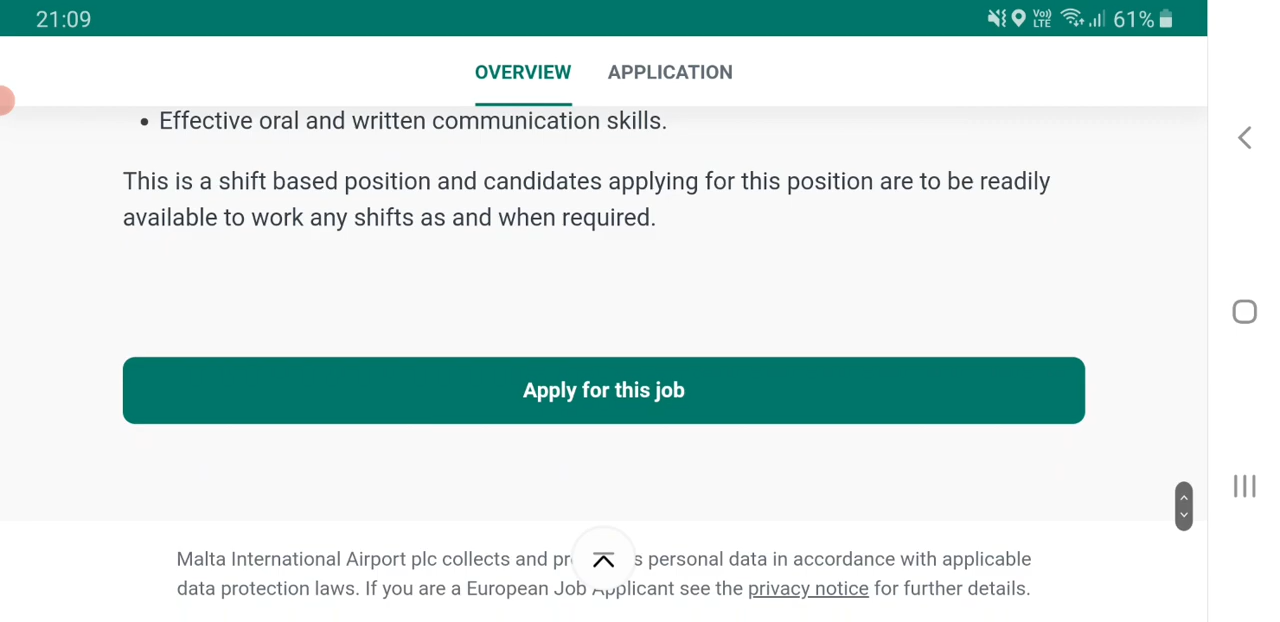 21:09
Vo))
LTE
61%
OVERVIEW APPLICATION
• Effective oral and written communication skills.
This is a shift based position and candidates applying for this position are to be readily
available to work any shifts as and when required.
Apply for this job
Malta International Airport plc collects and personal data in accordance with applicable
data protection laws. If you are a European Job Applicant see the privacy notice for further details.